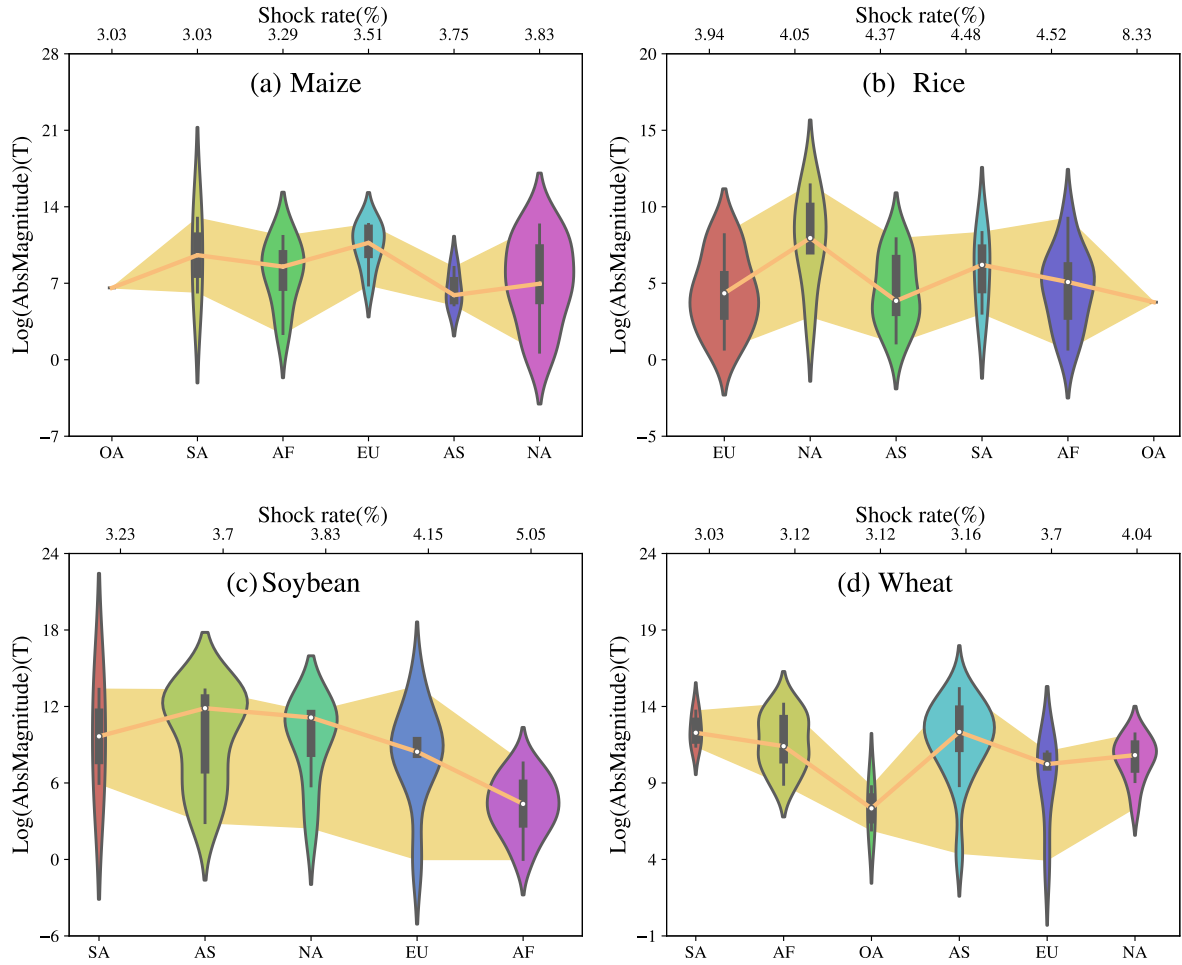 Shock rate(%)
3.03 3.03 3.29 3.51 3.75 3.83
28
21
14
7
0
−7
Log(AbsMagnitude)(T)
(a) Maize
OA SA AF EU AS NA
Shock rate(%)
3.94 4.05 4.37 4.48 4.52 8.33
20
15
10
5
0
−5
Log(AbsMagnitude)(T)
(b) Rice
EU NA AS SA AF OA
Shock rate(%)
3.23 3.7 3.83 4.15 5.05
24
18
12
6
0
−6
Log(AbsMagnitude)(T)
(c) Soybean
SA AS NA EU AF
Shock rate(%)
3.03 3.12 3.12 3.16 3.7 4.04
24
19
14
9
4
−1
Log(AbsMagnitude)(T)
(d) Wheat
SA AF OA AS EU NA